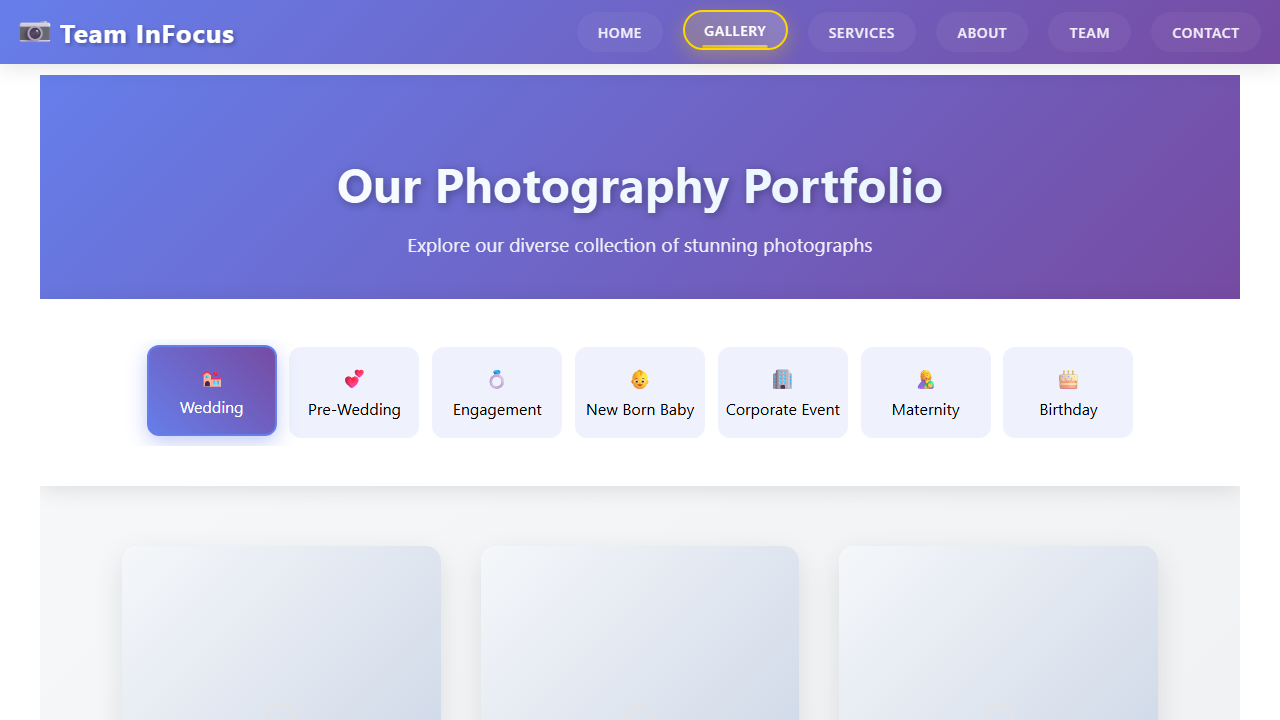 Team InFocus
HOME
GALLERY
SERVICES
ABOUT
TEAM
CONTACT
Our Photography Portfolio
Explore our diverse collection of stunning photographs
Wedding
Pre-Wedding
Engagement
New Born Baby
Corporate Event
Maternity
Birthday